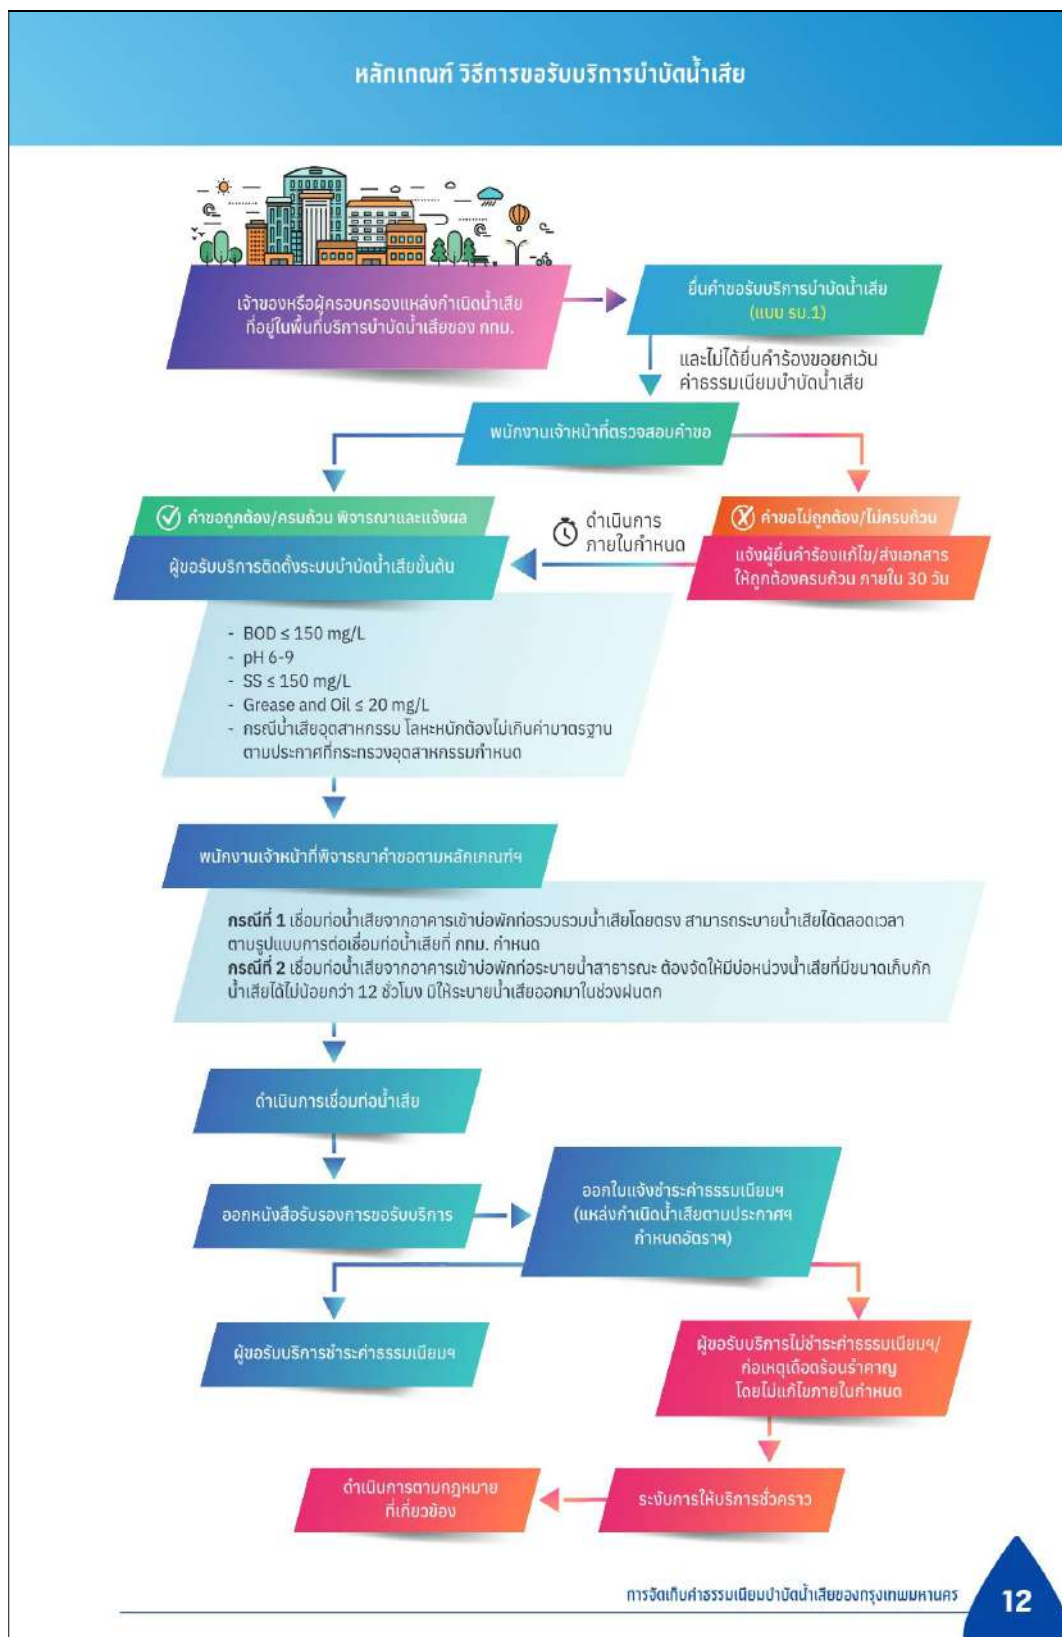 หลักเกณฑ์ วิธีการขอรับบริการบำบัดน้ำเสีย
เจ้าของหรือผู้ครอบครองแหล่งกำเนิดน้ำเสีย
ที่อยู่ในพื้นที่บริการบำบัดน้ำเสียของ กทม.
ยื่นคำขอรับบริการบำบัดน้ำเสีย
(แบบ รบ.1)
และไม่ได้ยื่นคำร้องขอยกเว้น
ค่าธรรมเนียมบำบัดน้ำเสีย
พนักงานเจ้าหน้าที่ตรวจสอบคำขอ
คำขอถูกต้อง/ครบถ้วน พิจารณาและแจ้งผล
ผู้ขอรับบริการติดตั้งระบบบำบัดน้ำเสียขั้นต้น
ดำเนินการ
ภายในกำหนด
คำขอไม่ถูกต้อง/ไม่ครบถ้วน
แจ้งผู้ยื่นคำร้องแก้ไข/ส่งเอกสาร
ให้ถูกต้องครบถ้วน ภายใน 30 วัน
- BOD ≤ 150 mg/L
- pH 6-9
- SS ≤ 150 mg/L
- Grease and Oil ≤ 20 mg/L
- กรณีน้ำเสียอุตสาหกรรม โลหะหนักต้องไม่เกินค่ามาตรฐาน
ตามประกาศที่กระทรวงอุตสาหกรรมกำหนด
พนักงานเจ้าหน้าที่พิจารณาคำขอตามหลักเกณฑ์ฯ
กรณีที่ 1 เชื่อมท่อน้ำเสียจากอาคารเข้าบ่อพักท่อรวบรวมน้ำเสียโดยตรง สามารถระบายน้ำเสียได้ตลอดเวลา
ตามรูปแบบการต่อเชื่อมท่อน้ำเสียที่ กทม. กำหนด
กรณีที่ 2 เชื่อมท่อน้ำเสียจากอาคารเข้าบ่อพักท่อระบายน้ำสาธารณะ ต้องจัดให้มีบ่อหน่วงน้ำเสียที่มีขนาดเก็บกัก
น้ำเสียได้ไม่น้อยกว่า 12 ชั่วโมง มิให้ระบายน้ำเสียออกมาในช่วงฝนตก
ดำเนินการเชื่อมท่อน้ำเสีย
ออกหนังสือรับรองการขอรับบริการ
ออกใบแจ้งชำระค่าธรรมเนียมฯ
(แหล่งกำเนิดน้ำเสียตามประกาศฯ
กำหนดอัตราฯ)
ผู้ขอรับบริการชำระค่าธรรมเนียมฯ
ผู้ขอรับบริการไม่ชำระค่าธรรมเนียมฯ/
ก่อเหตุเดือดร้อนรำคาญ
โดยไม่แก้ไขภายในกำหนด
ระงับการให้บริการชั่วคราว
ดำเนินการตามกฎหมาย
ที่เกี่ยวข้อง
การจัดเก็บค่าธรรมเนียมบำบัดน้ำเสียของกรุงเทพมหานคร
12